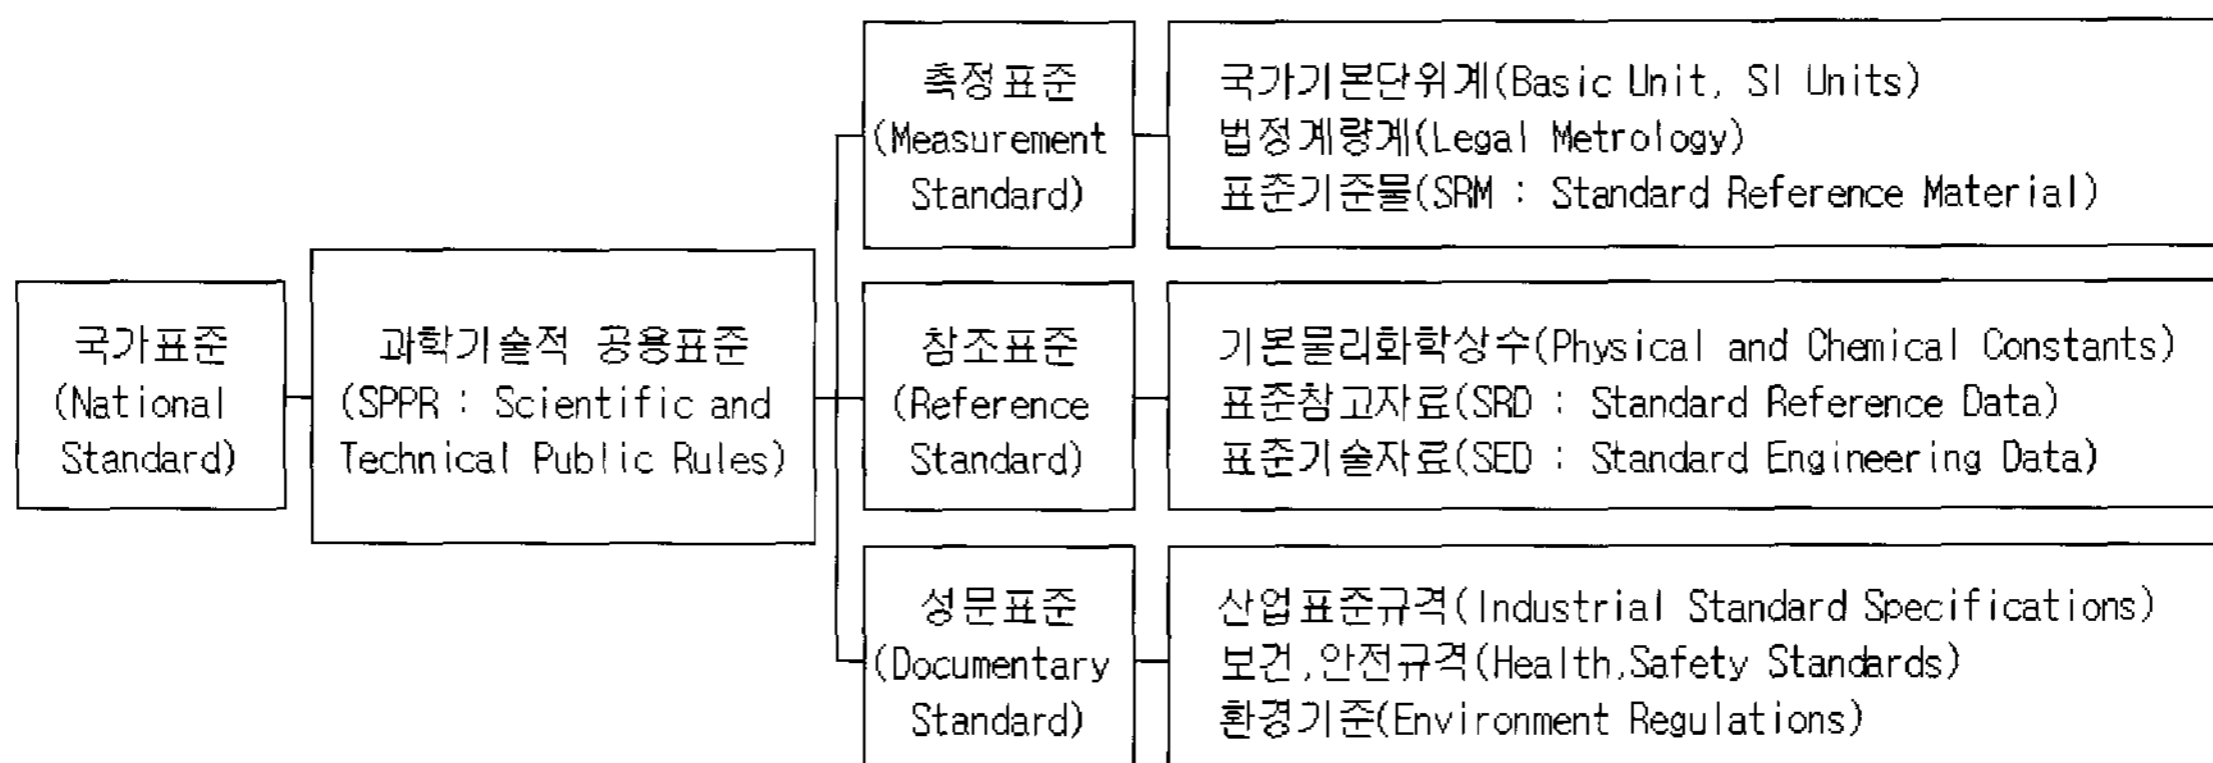 국가표준
(National
Standard)
과학기술적 공용표준
(SPPR : Scientific and
Technical Public Rules)
측정표준
(Measurement
Standard)
국가기본단위계(Basic Unit, SI Units)
법정계량계(Legal Metrology)
표준기준물(SRM : Standard Reference Material)
참조표준
(Reference
Standard)
기본물리화학상수(Physical and Chemical Constants)
표준참고자료(SRD : Standard Reference Data)
표준기술자료(SED : Standard Engineering Data)
성문표준
(Documentary
Standard)
산업표준규격(Industrial Standard Specifications)
보건,안전규격(Health,Safety Standards)
환경기준(Environment Regulations)